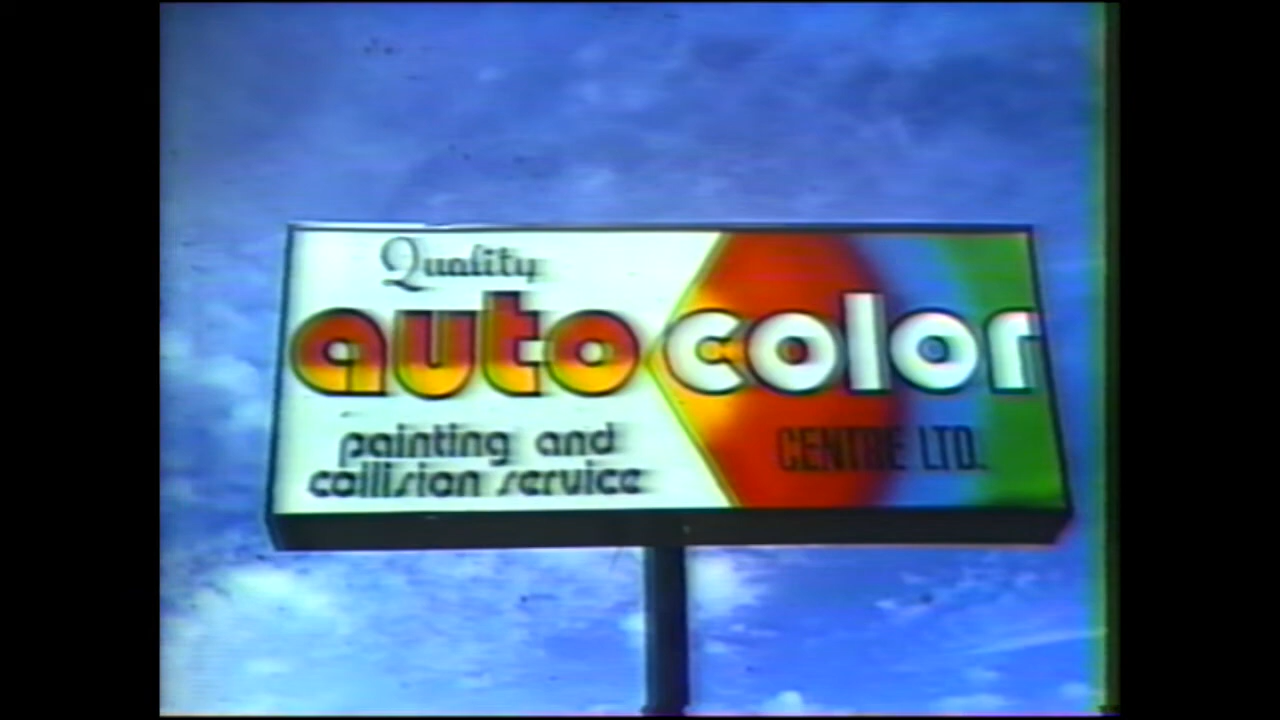 Quality
auto color
CENTRE LTD.
painting and
collision service